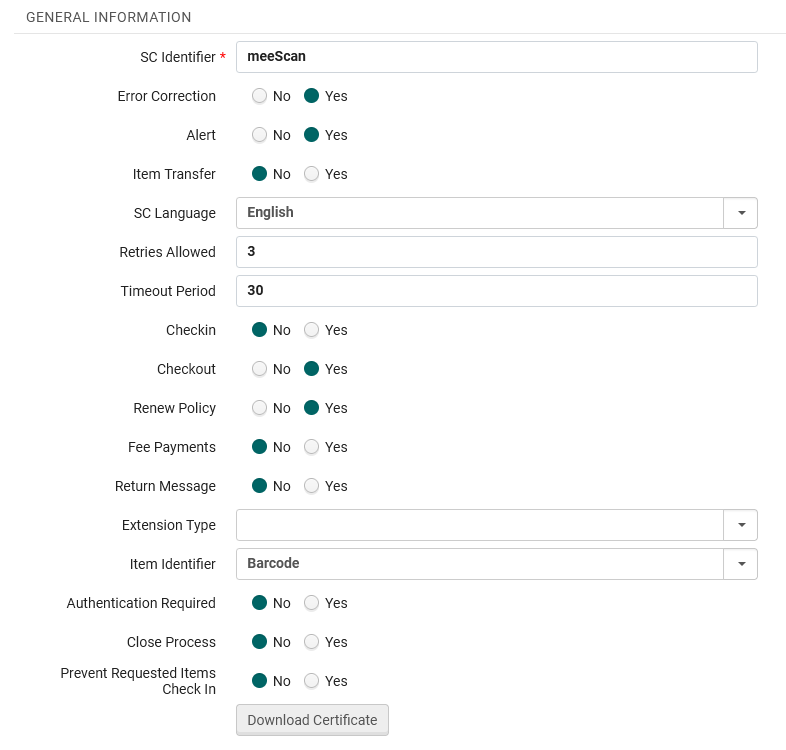 GENERAL INFORMATION
SC Identifier * meeScan
Error Correction No Yes
Alert No Yes
Item Transfer No Yes
SC Language English
Retries Allowed 3
Timeout Period 30
Checkin No Yes
Checkout No Yes
Renew Policy No Yes
Fee Payments No Yes
Return Message No Yes
Extension Type
Item Identifier Barcode
Authentication Required No Yes
Close Process No Yes
Prevent Requested Items
Check In No Yes
Download Certificate